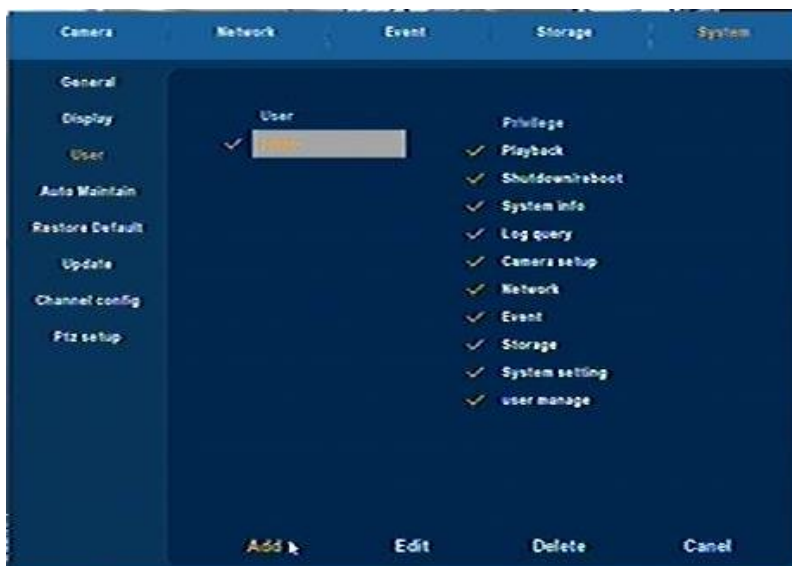 Camera Network Event Storage System
General
Display
User
Auto Maintain
Restore Default
Update
Channel config
Ptz setup
User
Privilege
Playback
Shutdown/reboot
System info
Log query
Camera setup
Network
Event
Storage
System setting
user manage
Add Edit Delete Canel